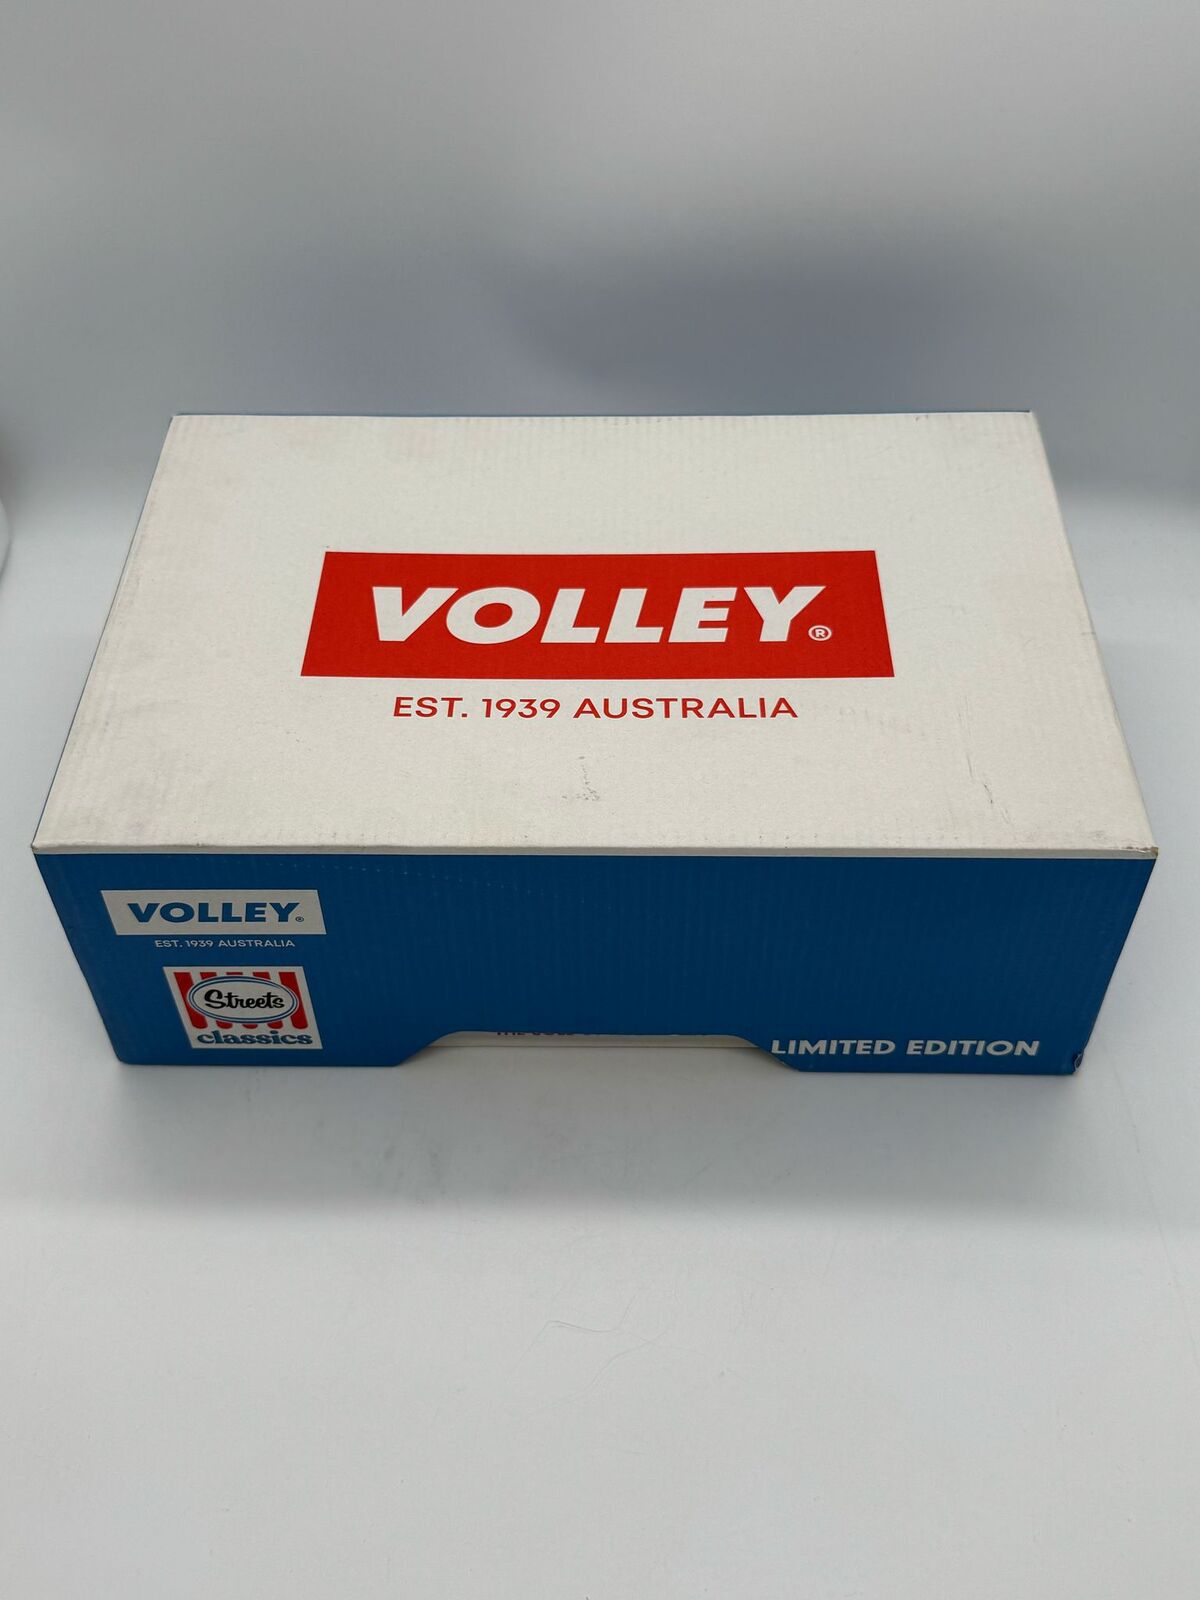 VOLLEY®
EST. 1939 AUSTRALIA
VOLLEY®
EST. 1939 AUSTRALIA
Streets
classics
LIMITED EDITION